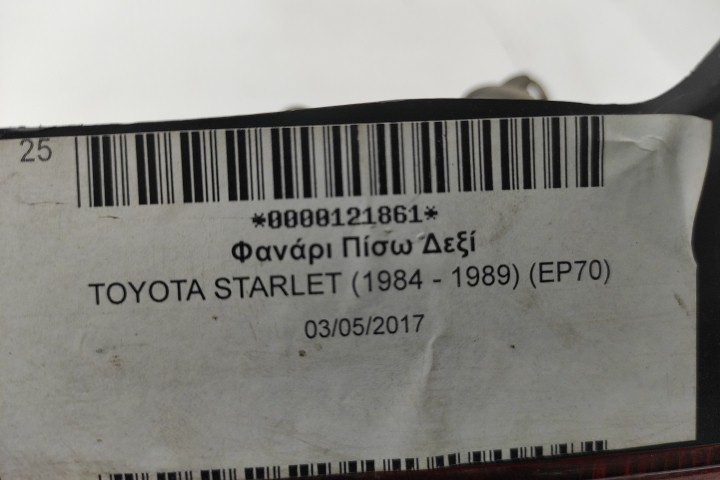 25
*0000121861*
Φανάρι Πίσω Δεξί
TOYOTA STARLET (1984 - 1989) (EP70)
03/05/2017